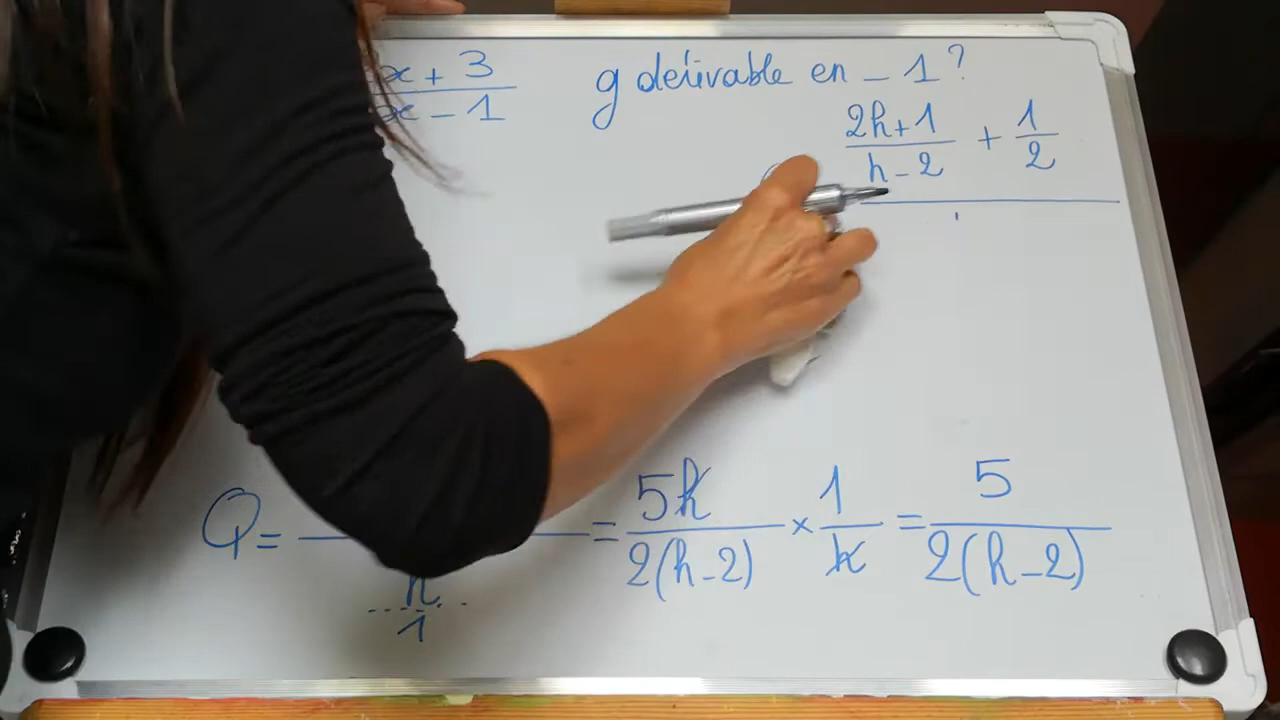 x + 3 / x - 1 g dérivable en - 1 ?
(2h+1)/(h-2) + 1/2
Q = h/1 = 5h/(2(h-2)) × 1/h = 5/(2(h-2))